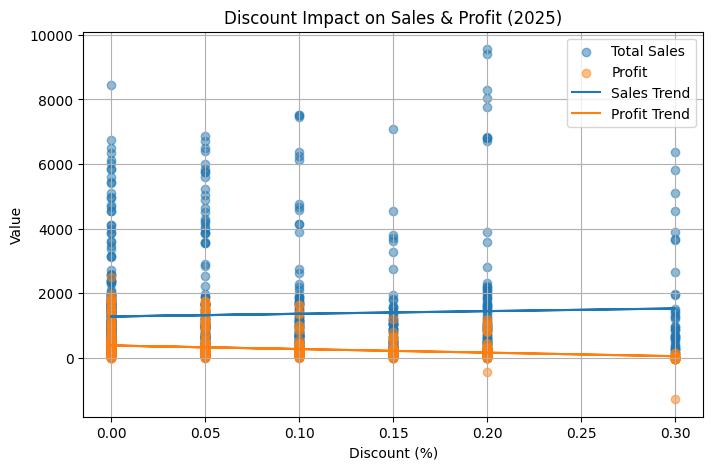 Discount Impact on Sales & Profit (2025)
Total Sales
Profit
Sales Trend
Profit Trend
Value
10000
8000
6000
4000
2000
0
0.00 0.05 0.10 0.15 0.20 0.25 0.30
Discount (%)